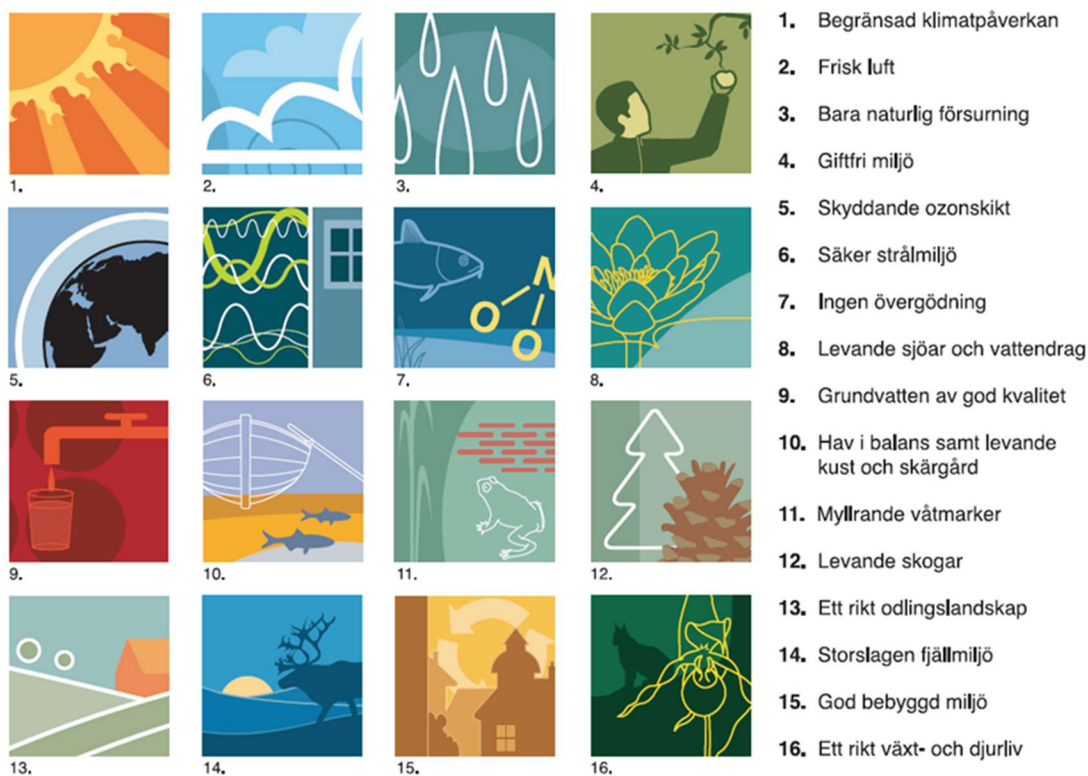 1.
2.
3.
4.
5.
6.
N
O
O
7.
8.
9.
10.
11.
12.
13.
14.
15.
16.
1. Begränsad klimatpåverkan
2. Frisk luft
3. Bara naturlig försurning
4. Giftfri miljö
5. Skyddande ozonskikt
6. Säker strålmiljö
7. Ingen övergödning
8. Levande sjöar och vattendrag
9. Grundvatten av god kvalitet
10. Hav i balans samt levande
kust och skärgård
11. Myllrande våtmarker
12. Levande skogar
13. Ett rikt odlingslandskap
14. Storslagen fjällmiljö
15. God bebyggd miljö
16. Ett rikt växt- och djurliv